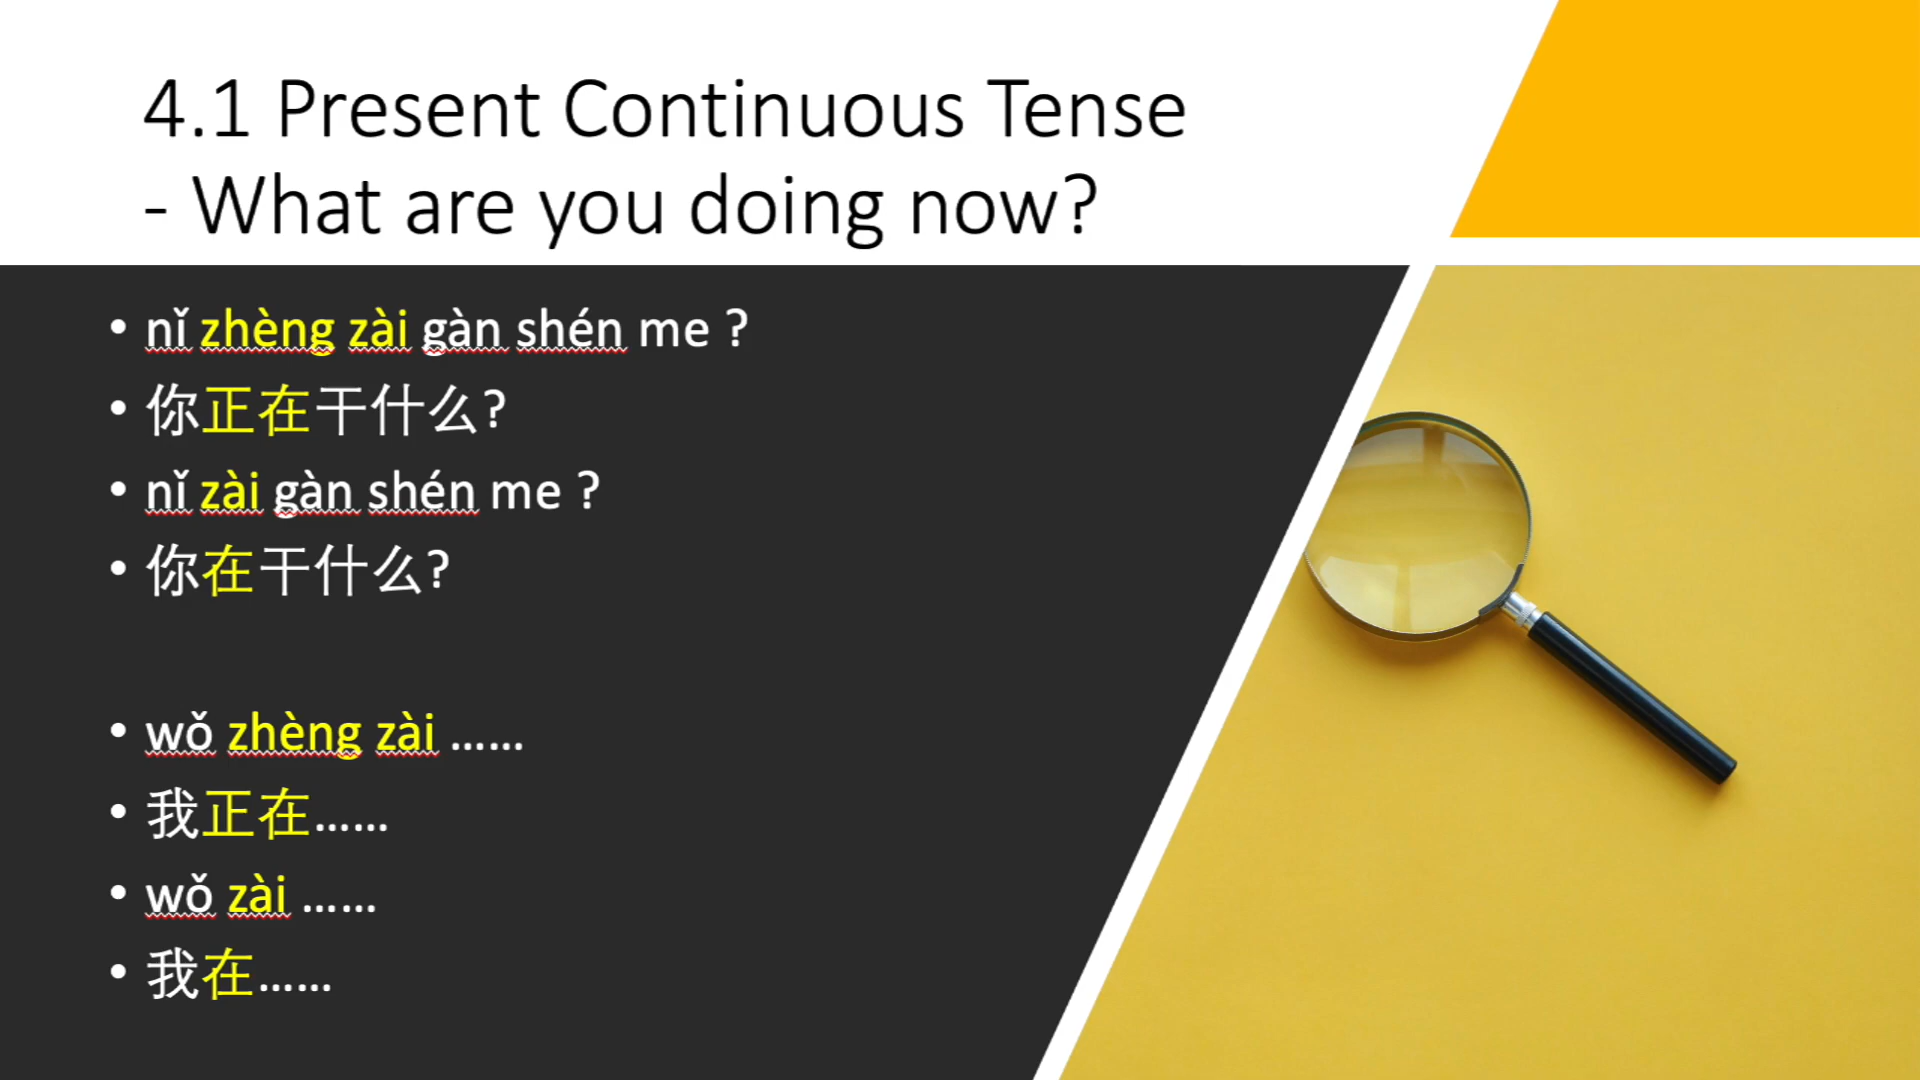 4.1 Present Continuous Tense
- What are you doing now?
• nǐ zhèng zài gàn shén me ?
• 你正在干什么?
• nǐ zài gàn shén me ?
• 你在干什么?
• wǒ zhèng zài ……
• 我正在……
• wǒ zài ……
• 我在……